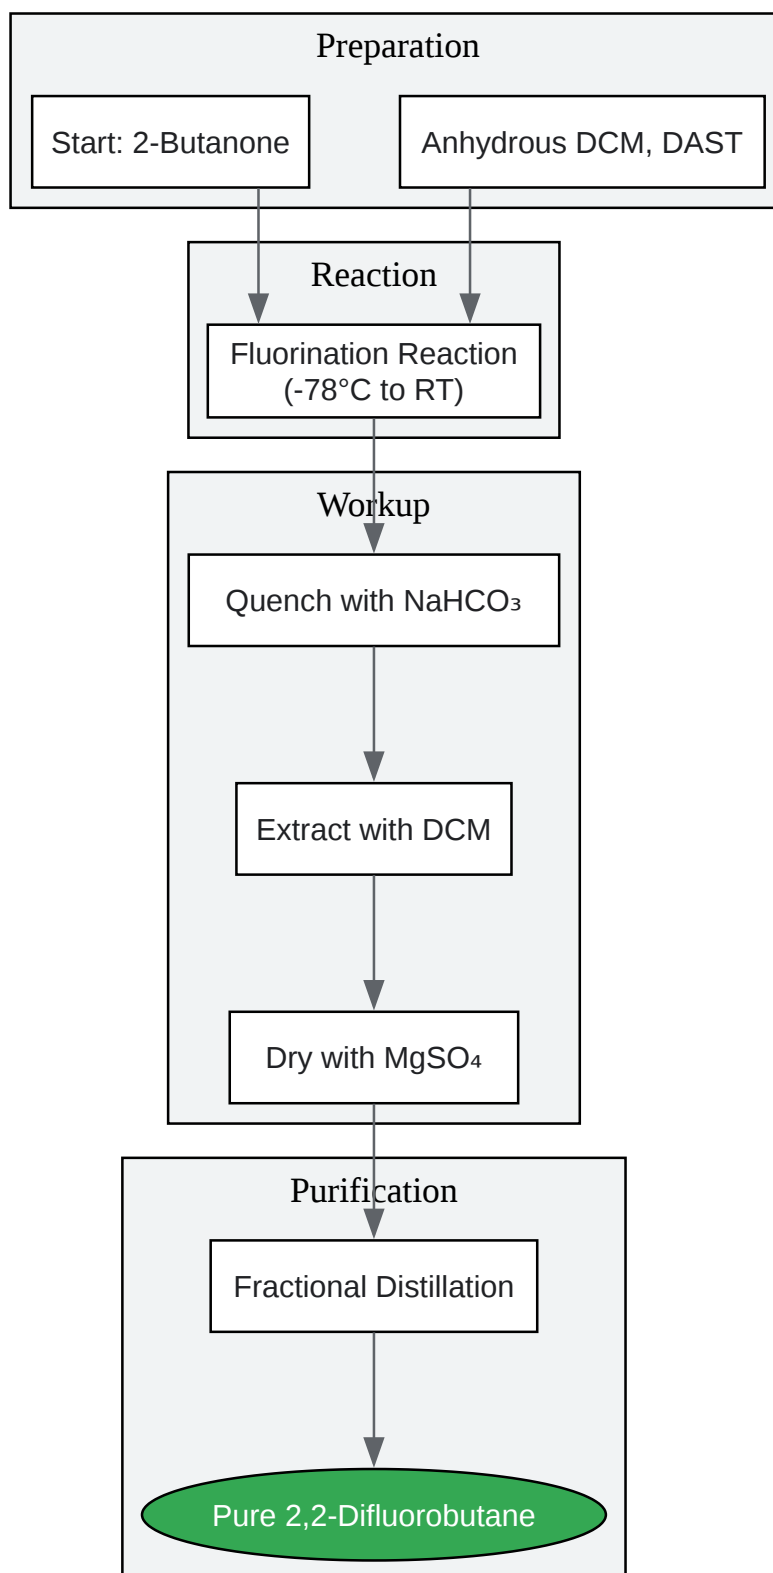 Preparation
Start: 2-Butanone
Anhydrous DCM, DAST
Reaction
Fluorination Reaction
(-78°C to RT)
Workup
Quench with NaHCO₃
Extract with DCM
Dry with MgSO₄
Purification
Fractional Distillation
Pure 2,2-Difluorobutane